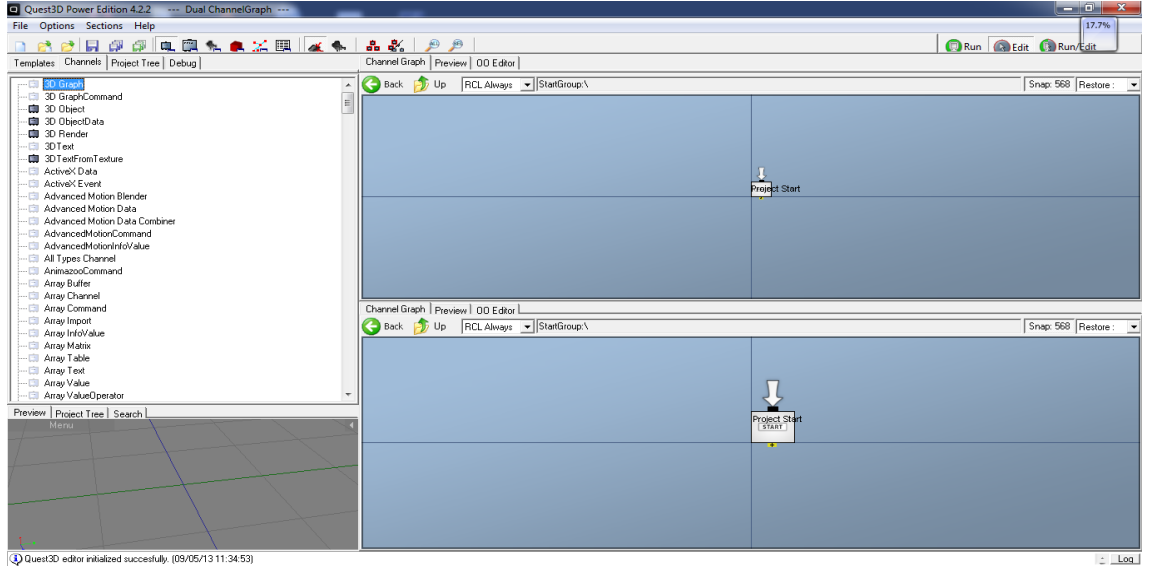 Quest3D Power Edition 4.2.2 --- Dual ChannelGraph ---
17.7%
File Options Sections Help
Run Edit Run/Edit
Templates Channels Project Tree Debug
Channel Graph Preview OO Editor
Back Up RCL Always StartGroup:\ Snap: 568 Restore :
3D Graph
3D GraphCommand
3D Object
3D ObjectData
3D Render
3DText
3DTextFromTexture
ActiveX Data
ActiveX Event
Advanced Motion Blender
Advanced Motion Data
Advanced Motion Data Combiner
AdvancedMotionCommand
AdvancedMotionInfoValue
All Types Channel
AnimazooCommand
Array Buffer
Array Channel
Array Command
Array Import
Array InfoValue
Array Matrix
Array Table
Array Text
Array Value
Array ValueOperator
Project Start
Channel Graph Preview OO Editor
Back Up RCL Always StartGroup:\ Snap: 568 Restore :
Project Start
START
Preview Project Tree Search
Menu
Quest3D editor initialized succesfully. (09/05/13 11:34:53)
Log